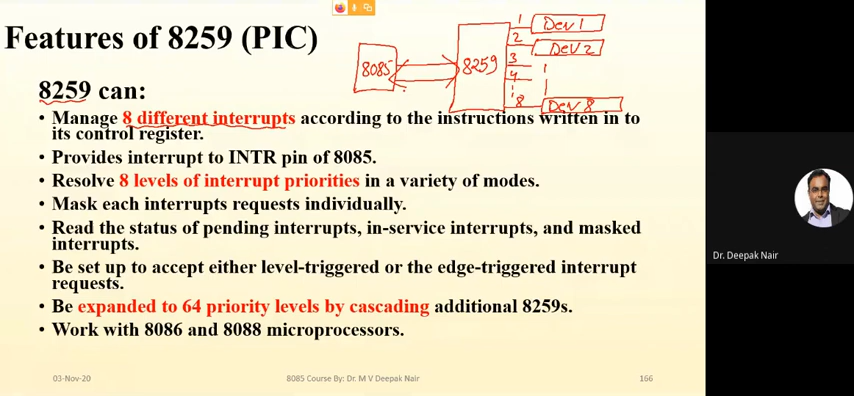 Features of 8259 (PIC)
8085
8259
1
Dev 1
2
DeV 2
3
4
8
Dev 8
8259 can:
• Manage 8 different interrupts according to the instructions written in to
its control register.
• Provides interrupt to INTR pin of 8085.
• Resolve 8 levels of interrupt priorities in a variety of modes.
• Mask each interrupts requests individually.
• Read the status of pending interrupts, in-service interrupts, and masked
interrupts.
• Be set up to accept either level-triggered or the edge-triggered interrupt
requests.
• Be expanded to 64 priority levels by cascading additional 8259s.
• Work with 8086 and 8088 microprocessors.
Dr. Deepak Nair
03-Nov-20
8085 Course By: Dr. M V Deepak Nair
166